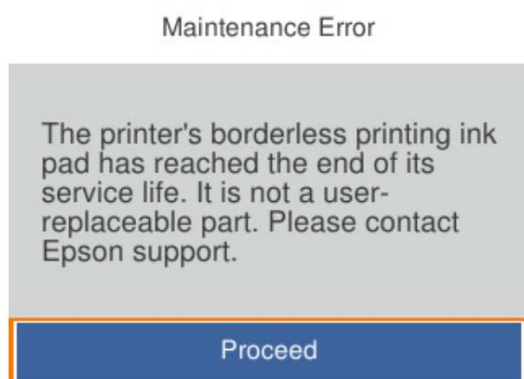 Maintenance Error
The printer's borderless printing ink
pad has reached the end of its
service life. It is not a user-
replaceable part. Please contact
Epson support.
Proceed